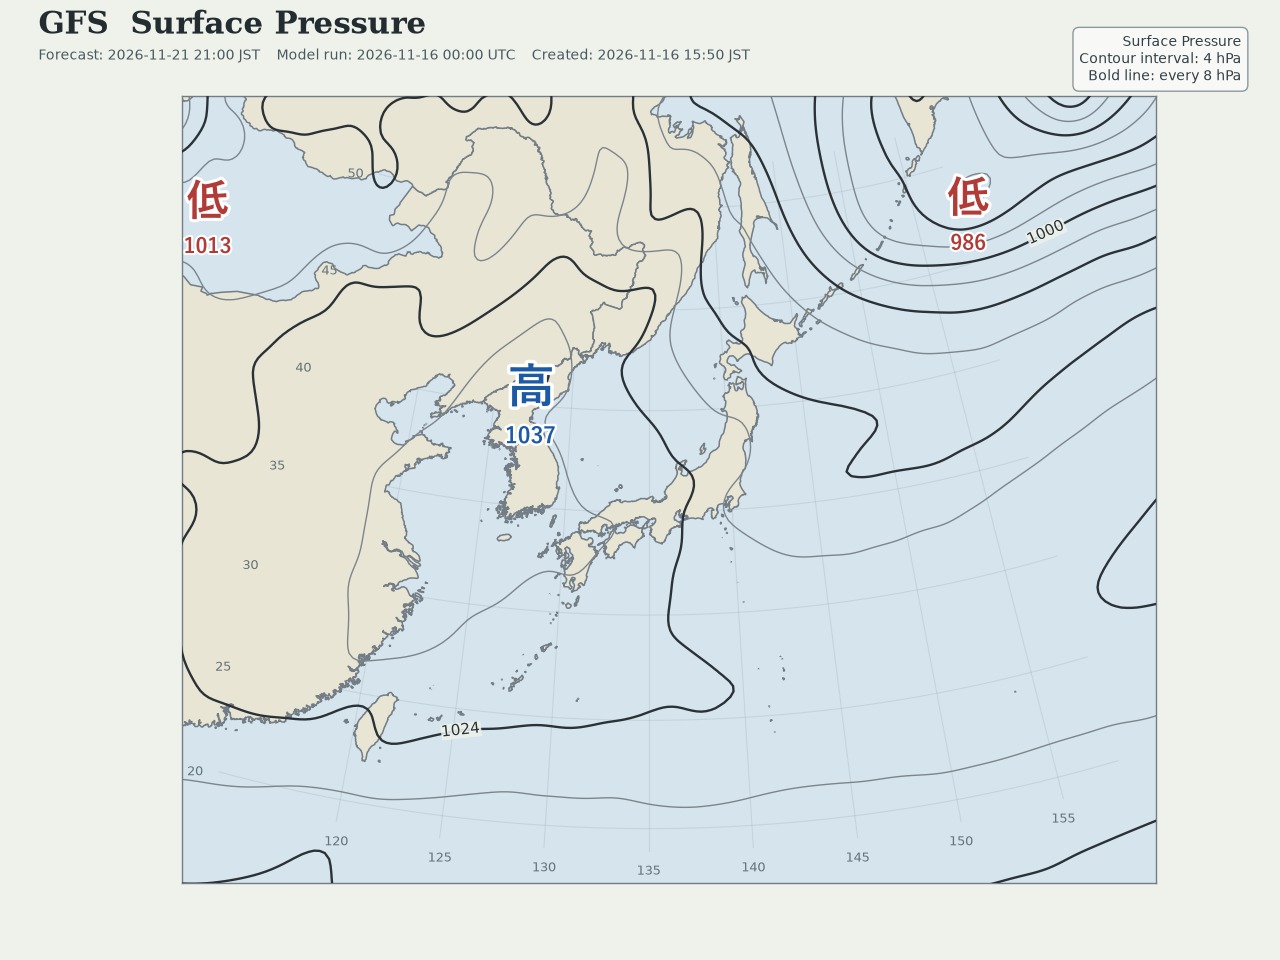 GFS  Surface Pressure
Forecast: 2026-11-21 21:00 JST    Model run: 2026-11-16 00:00 UTC    Created: 2026-11-16 15:50 JST
Surface Pressure
Contour interval: 4 hPa
Bold line: every 8 hPa
50
低
1013
低
986
1000
45
40
高
1037
35
30
25
1024
20
120
125
130
135
140
145
150
155